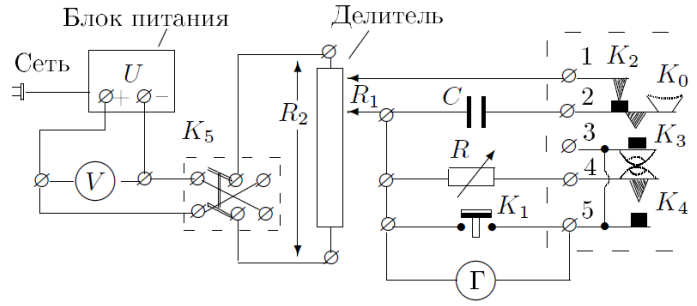 Блок питания
Делитель
Сеть
U
+ −
K₅
V
R₂
R₁
C
R
K₁
Г
1
2
3
4
5
K₂
K₀
K₃
K₄